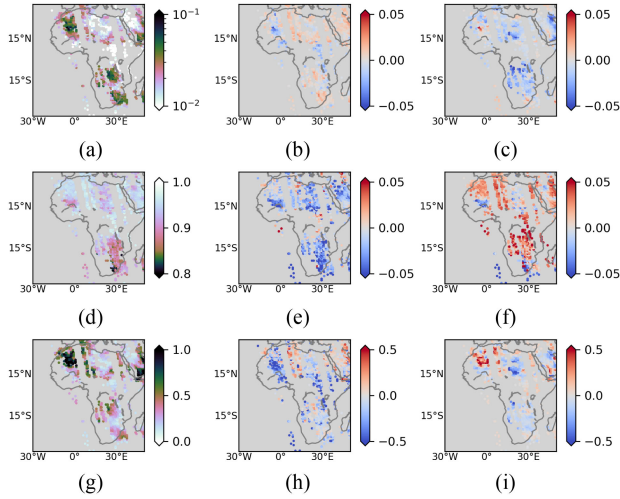 10⁻¹ 0.05 0.05
15°N 15°N 15°N
0.00 0.00
15°S 15°S 15°S
10⁻² −0.05 −0.05
30°W 0° 30°E 30°W 0° 30°E 30°W 0° 30°E
(a) (b) (c)
1.0 0.05 0.05
15°N 15°N 15°N
0.9 0.00 0.00
15°S 15°S 15°S
0.8 −0.05 −0.05
30°W 0° 30°E 30°W 0° 30°E 30°W 0° 30°E
(d) (e) (f)
1.0 0.5 0.5
15°N 15°N 15°N
0.5 0.0 0.0
15°S 15°S 15°S
0.0 −0.5 −0.5
30°W 0° 30°E 30°W 0° 30°E 30°W 0° 30°E
(g) (h) (i)